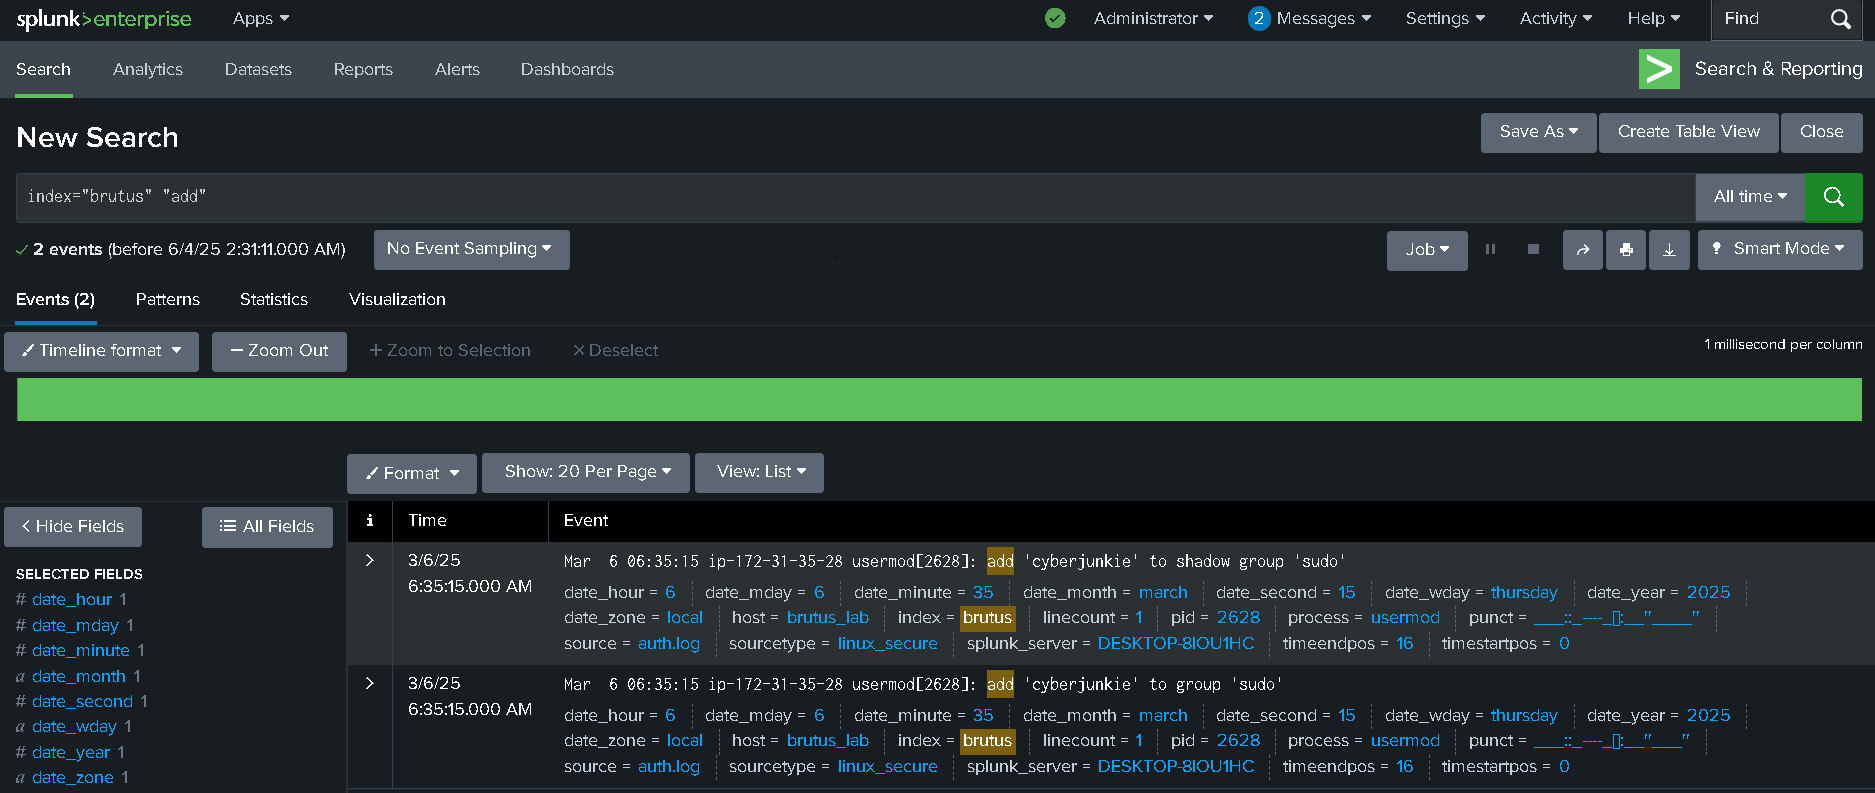 splunk>enterprise Apps Administrator 2 Messages Settings Activity Help Find
Search Analytics Datasets Reports Alerts Dashboards Search & Reporting
New Search Save As Create Table View Close
index="brutus" "add" All time
2 events (before 6/4/25 2:31:11.000 AM) No Event Sampling Job Smart Mode
Events (2) Patterns Statistics Visualization
Timeline format — Zoom Out + Zoom to Selection × Deselect 1 millisecond per column
Format Show: 20 Per Page View: List
< Hide Fields All Fields i Time Event
SELECTED FIELDS
# date_hour 1
# date_mday 1
# date_minute 1
a date_month 1
# date_second 1
a date_wday 1
# date_year 1
a date_zone 1
> 3/6/25 Mar  6 06:35:15 ip-172-31-35-28 usermod[2628]: add 'cyberjunkie' to shadow group 'sudo'
6:35:15.000 AM
date_hour = 6 date_mday = 6 date_minute = 35 date_month = march date_second = 15 date_wday = thursday date_year = 2025
date_zone = local host = brutus_lab index = brutus linecount = 1 pid = 2628 process = usermod punct = ___::_----_[]:__"_____"
source = auth.log sourcetype = linux_secure splunk_server = DESKTOP-8IOU1HC timeendpos = 16 timestartpos = 0
> 3/6/25 Mar  6 06:35:15 ip-172-31-35-28 usermod[2628]: add 'cyberjunkie' to group 'sudo'
6:35:15.000 AM
date_hour = 6 date_mday = 6 date_minute = 35 date_month = march date_second = 15 date_wday = thursday date_year = 2025
date_zone = local host = brutus_lab index = brutus linecount = 1 pid = 2628 process = usermod punct = ___::_----_[]:__"____"
source = auth.log sourcetype = linux_secure splunk_server = DESKTOP-8IOU1HC timeendpos = 16 timestartpos = 0